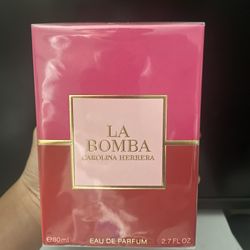 LA
BOMBA
CAROLINA HERRERA
℮80ml EAU DE PARFUM 2.7 FL OZ